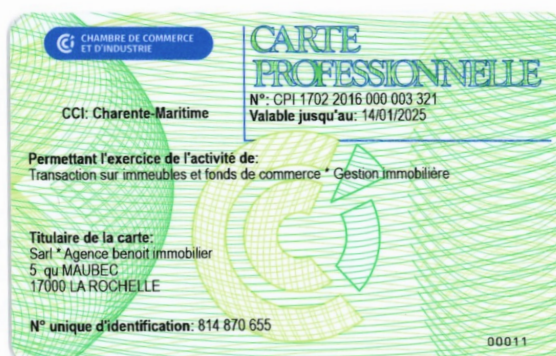 CHAMBRE DE COMMERCE
ET D'INDUSTRIE
CARTE
PROFESSIONNELLE
N°: CPI 1702 2016 000 003 321
CCI: Charente-Maritime
Valable jusqu'au: 14/01/2025
Permettant l'exercice de l'activité de:
Transaction sur immeubles et fonds de commerce * Gestion immobilière
Titulaire de la carte:
Sarl * Agence benoit immobilier
5 qu MAUBEC
17000 LA ROCHELLE
N° unique d'identification: 814 870 655
00011